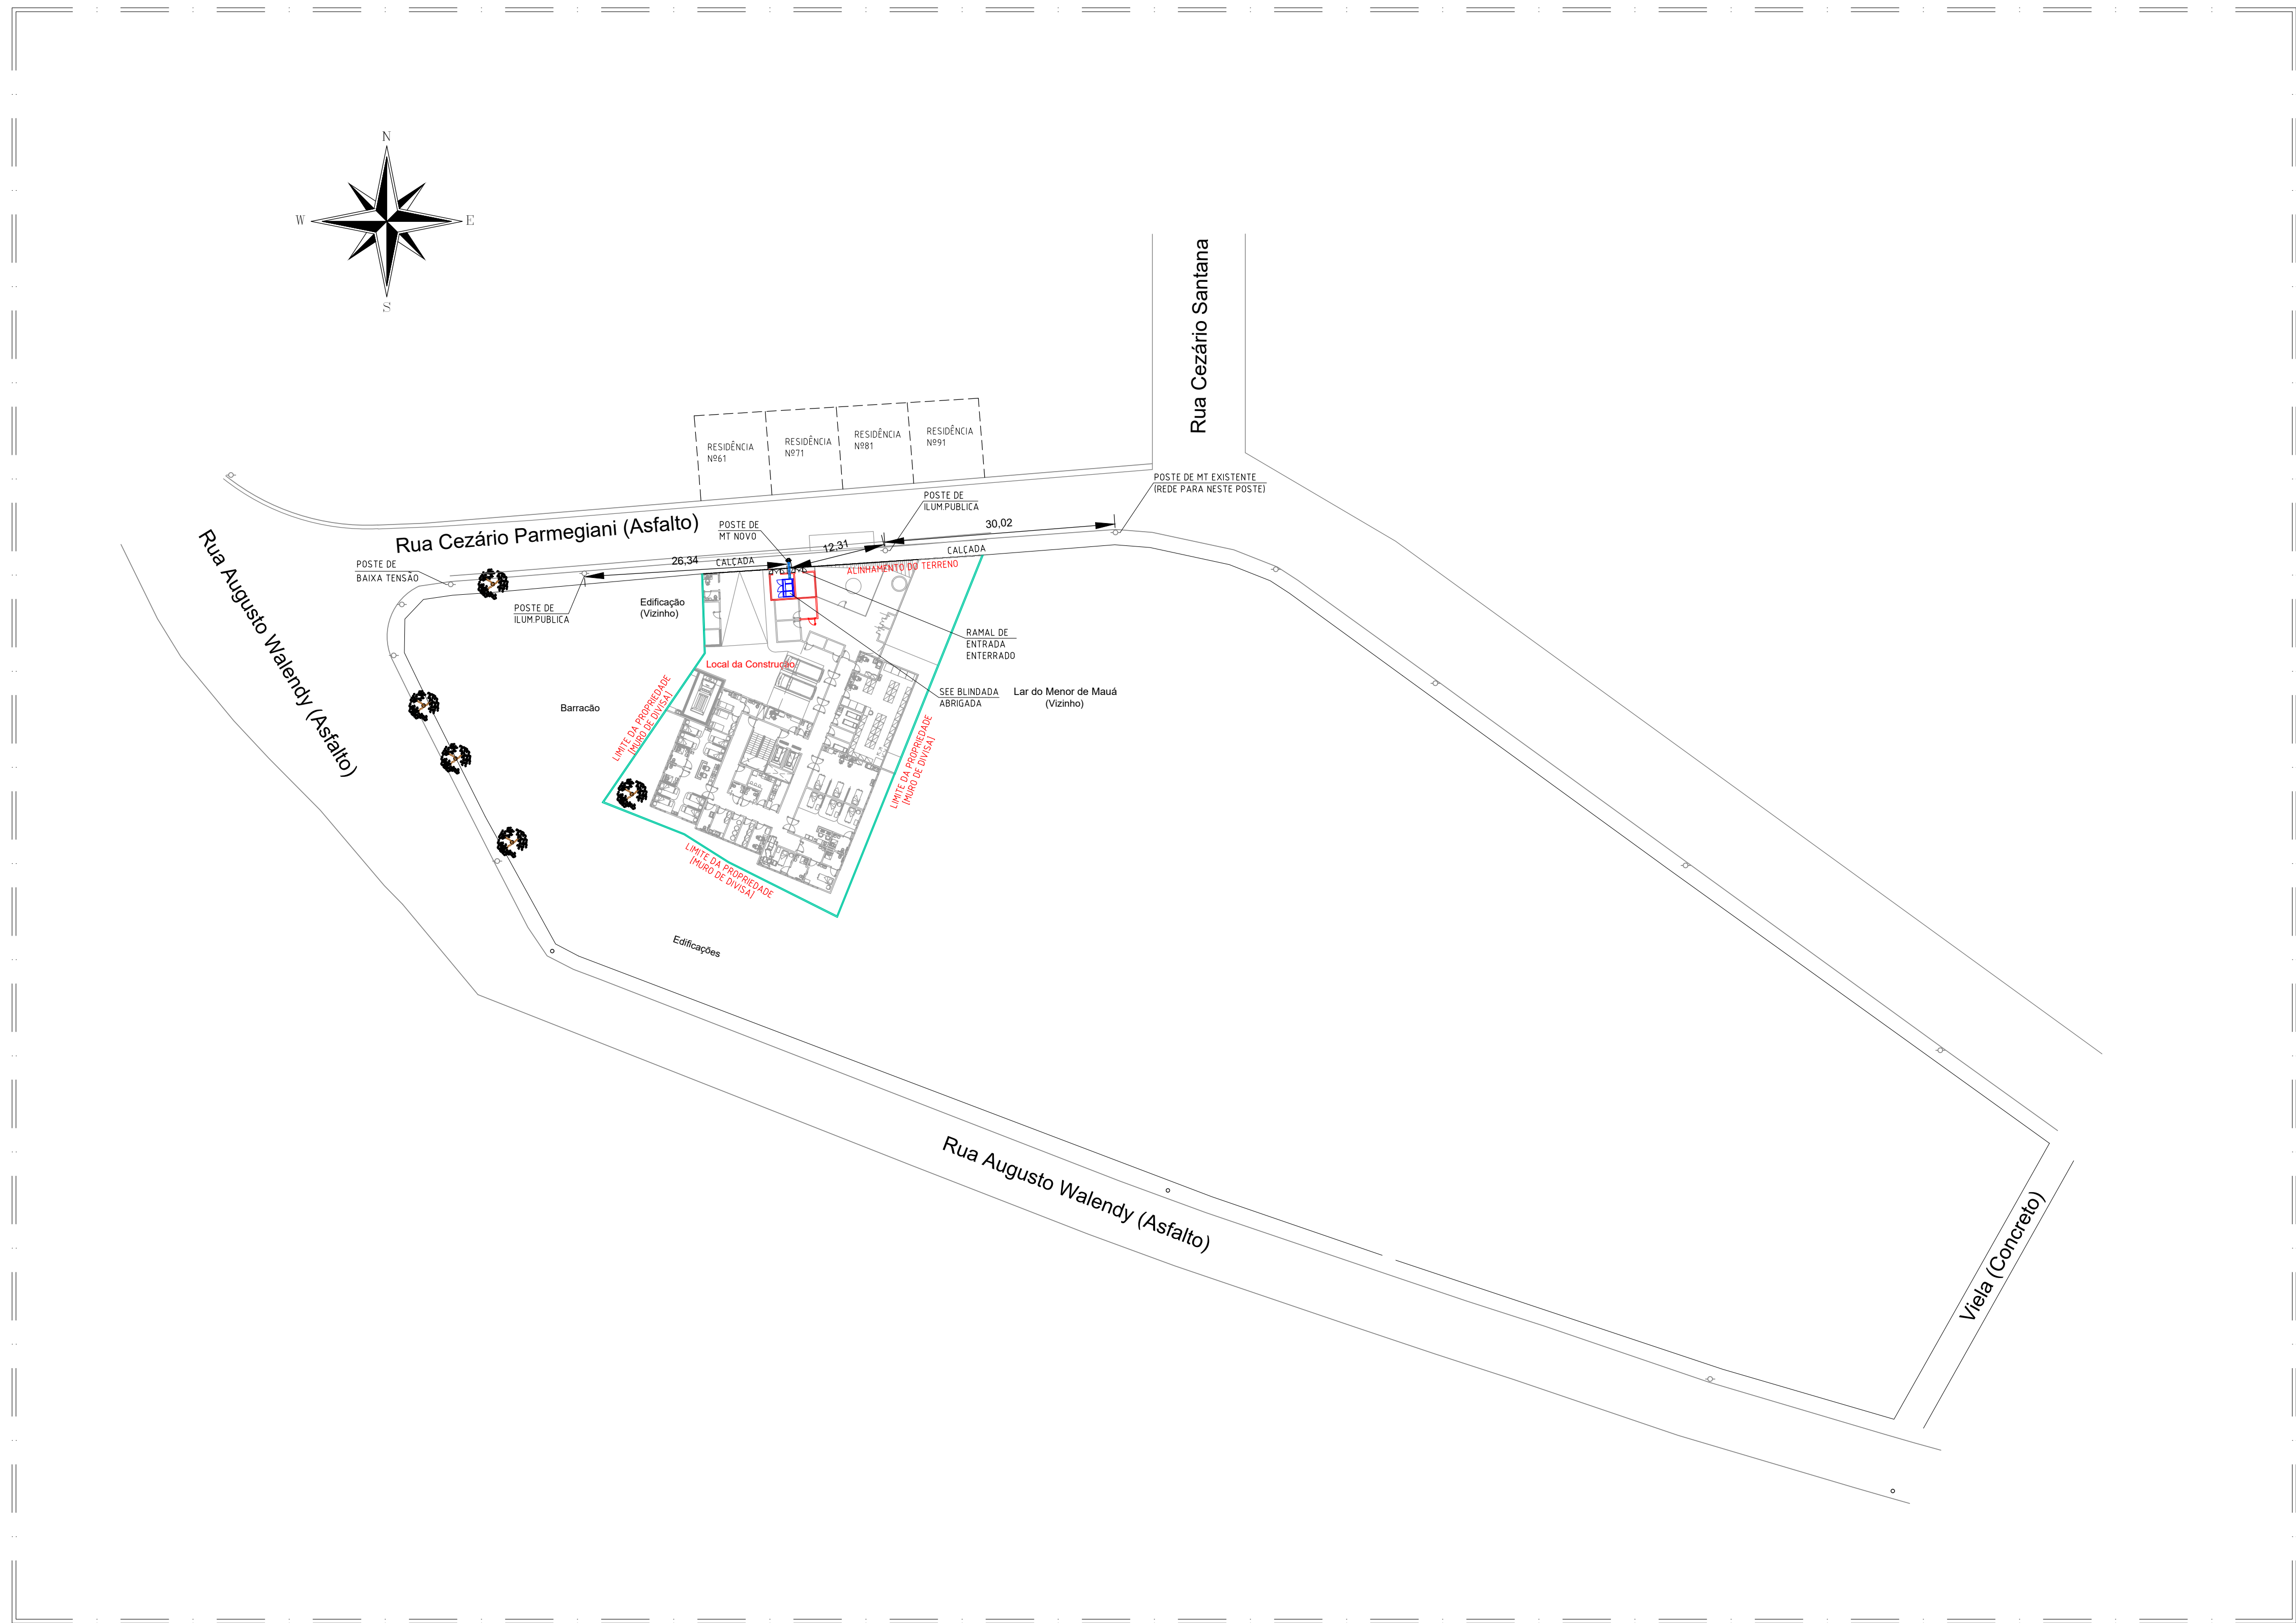 N
W
E
S
Rua Cezário Santana
RESIDÊNCIA
Nº61
RESIDÊNCIA
Nº71
RESIDÊNCIA
Nº81
RESIDÊNCIA
Nº91
POSTE DE MT EXISTENTE
(REDE PARA NESTE POSTE)
POSTE DE
ILUM.PUBLICA
30,02
Rua Cezário Parmegiani (Asfalto)
POSTE DE
MT NOVO
12,31
CALÇADA
26,34
CALÇADA
ALINHAMENTO DO TERRENO
POSTE DE
BAIXA TENSÃO
POSTE DE
ILUM.PUBLICA
Edificação
(Vizinho)
Rua Augusto Walendy (Asfalto)
RAMAL DE
ENTRADA
ENTERRADO
Local da Construção
SEE BLINDADA
ABRIGADA
Lar do Menor de Mauá
(Vizinho)
Barracão
LIMITE DA PROPRIEDADE
[MURO DE DIVISA]
LIMITE DA PROPRIEDADE
[MURO DE DIVISA]
LIMITE DA PROPRIEDADE
[MURO DE DIVISA]
Edificações
Rua Augusto Walendy (Asfalto)
Viela (Concreto)